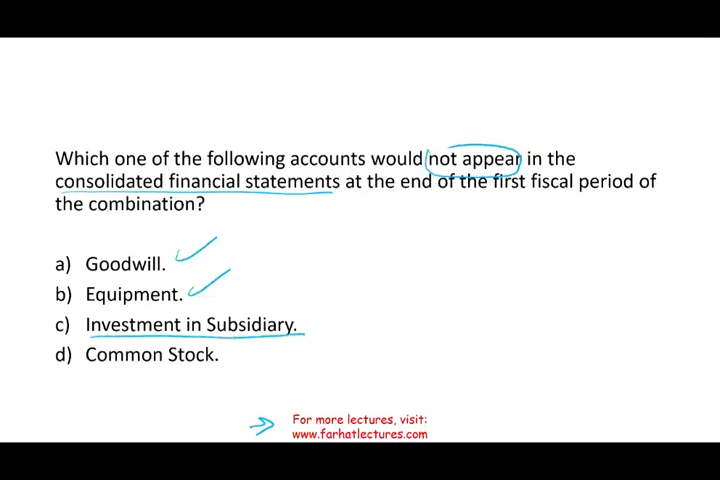 Which one of the following accounts would not appear in the
consolidated financial statements at the end of the first fiscal period of
the combination?
a) Goodwill.
b) Equipment.
c) Investment in Subsidiary.
d) Common Stock.
For more lectures, visit:
www.farhatlectures.com